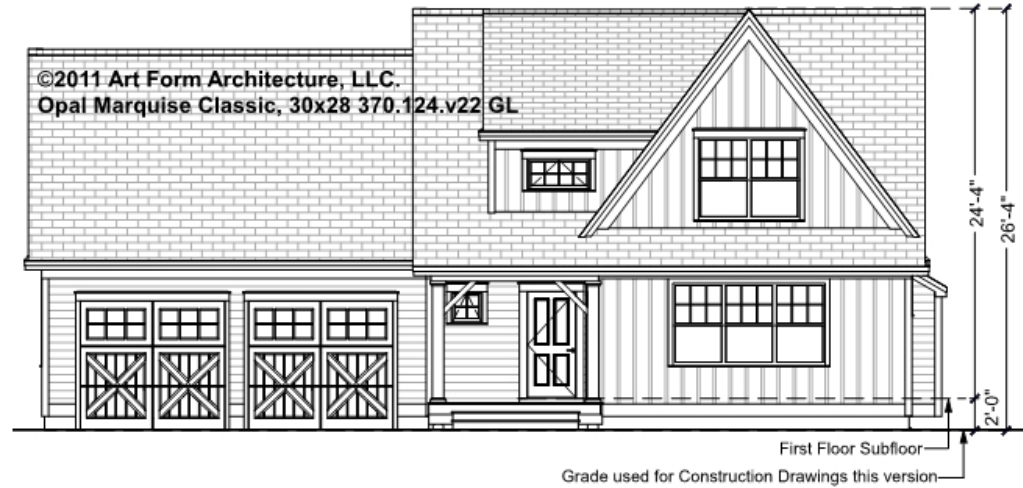 ©2011 Art Form Architecture, LLC.
Opal Marquise Classic, 30x28 370.124.v22 GL
24'-4"
26'-4"
2'-0"
First Floor Subfloor
Grade used for Construction Drawings this version